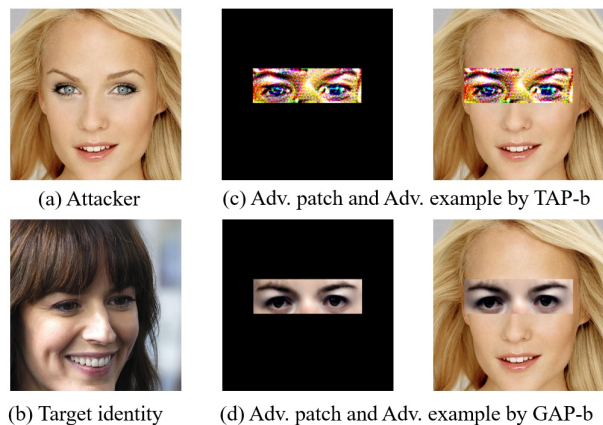 (a) Attacker
(c) Adv. patch and Adv. example by TAP-b
(b) Target identity
(d) Adv. patch and Adv. example by GAP-b